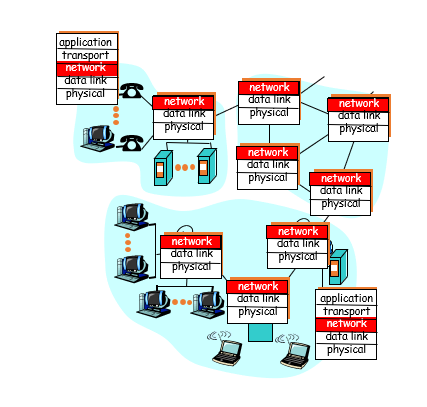 application
transport
network
data link
physical
network
data link
physical
network
data link
physical
network
data link
physical
network
data link
physical
network
data link
physical
network
data link
physical
network
data link
physical
network
data link
physical
application
transport
network
data link
physical